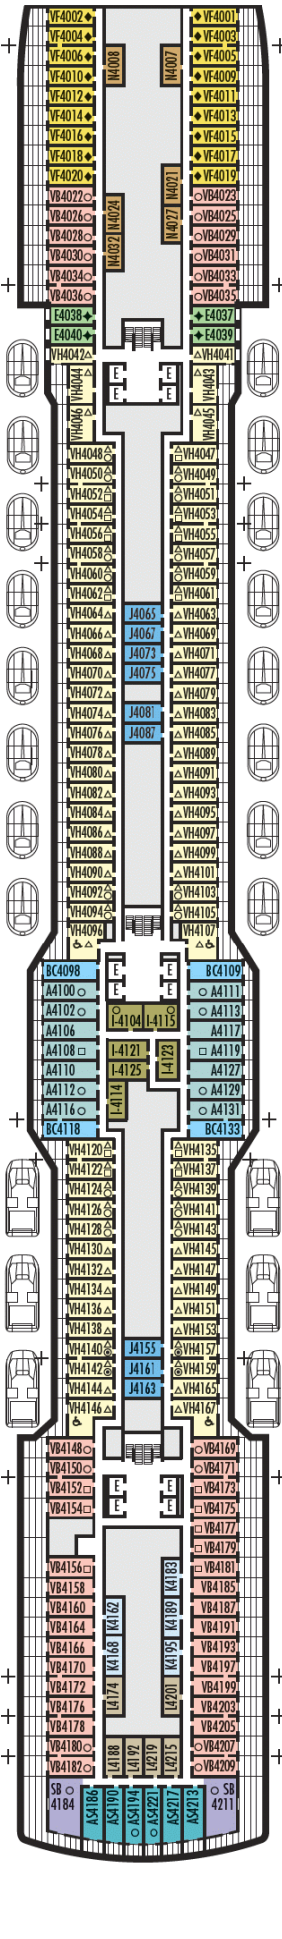 VF4002◆ ◆VF4001
VF4004◆ ◆VF4003
VF4006◆ N4008 N4007 ◆VF4005
VF4010◆ ◆VF4009
VF4012◆ ◆VF4011
VF4014◆ ◆VF4013
VF4016◆ ◆VF4015
VF4018◆ ◆VF4017
VF4020◆ N4021 ◆VF4019
VB4022○ N4024 ○VB4023
VB4026○ N4027 ○VB4025
VB4028○ N4032 ○VB4029
VB4030○ ○VB4031
VB4034○ ○VB4033
VB4036○ ○VB4035
E4038✦ ✦E4037
E4040✦ ✦E4039
VH4042△ △VH4041
VH4044△ E E △VH4043
E E
VH4046△ △VH4045
VH4048 VH4047
VH4050 VH4049
VH4052 VH4051
VH4054 VH4053
VH4056 VH4055
VH4058 VH4057
VH4060 VH4059
VH4062 VH4061
VH4064△ J4065 △VH4063
VH4066△ J4067 △VH4069
VH4068△ J4073 △VH4071
VH4070△ J4075 △VH4077
VH4072△ △VH4079
VH4074△ J4081 △VH4083
VH4076△ J4087 △VH4085
VH4078△ △VH4089
VH4080△ △VH4091
VH4082△ △VH4093
VH4084△ △VH4095
VH4086△ △VH4097
VH4088△ △VH4099
VH4090△ △VH4101
VH4092 VH4103
VH4094 VH4105
VH4096 VH4107
♿△ △♿
BC4098 E E BC4109
A4100○ E E ○A4111
A4102○ I-4104 I-4115 ○A4113
A4106 A4117
A4108□ I-4121 I-4123 □A4119
A4110 I-4125 A4127
A4112○ I-4114 ○A4129
A4116○ ○A4131
BC4118 BC4133
VH4120 VH4135
VH4122 VH4137
VH4124 VH4139
VH4126 VH4141
VH4128 VH4143
VH4130△ △VH4145
VH4132△ △VH4147
VH4134△ △VH4149
VH4136△ △VH4151
VH4138△ △VH4153
VH4140 J4155 VH4157
VH4142 J4161 VH4159
VH4144△ J4163 △VH4165
VH4146△ △VH4167
♿ ♿
VB4148○ ○VB4169
VB4150○ ○VB4171
VB4152□ E E □VB4173
VB4154□ E E □VB4175
□VB4177
□VB4179
VB4156□ K4183 □VB4181
VB4158 VB4185
VB4160 K4162 K4189 VB4187
VB4164 VB4191
VB4166 K4168 K4195 VB4193
VB4170 VB4197
VB4172 L4174 L4201 VB4199
VB4176 VB4203
VB4178 VB4205
VB4180○ L4188 L4192 L4219 L4215 ○VB4207
VB4182○ ○VB4209
SB○ ○SB
4184 AS4186 AS4190 AS4194○ AS4221○ AS4217 AS4213 4211